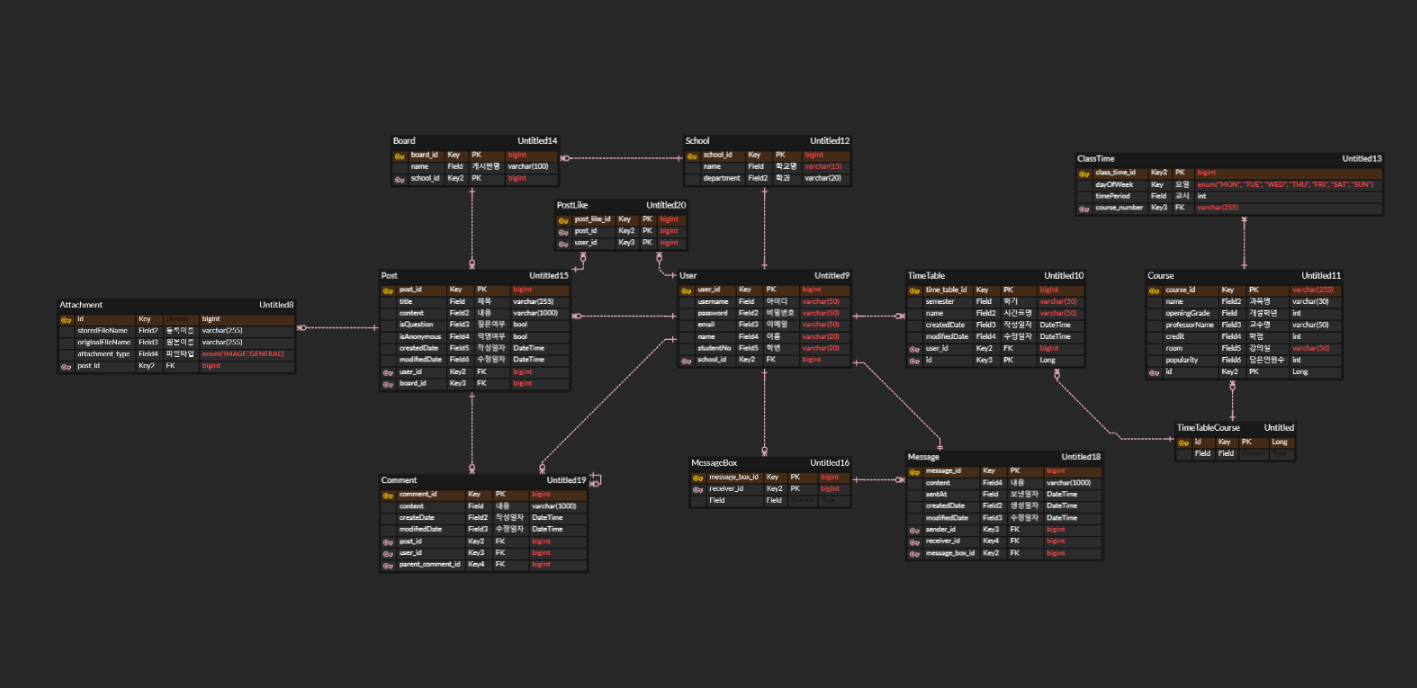 Board Untitled14
board_id Key PK bigint
name Field 게시판명 varchar(100)
school_id Key2 PK bigint
School Untitled12
school_id Key PK bigint
name Field 학교명 varchar(15)
department Field2 학과 varchar(20)
ClassTime Untitled13
class_time_id Key2 PK bigint
dayOfWeek Key 요일 enum("MON", "TUE", "WED", "THU", "FRI", "SAT", "SUN")
timePeriod Field 교시 int
course_number Key3 FK varchar(255)
PostLike Untitled20
post_like_id Key PK bigint
post_id Key2 PK bigint
user_id Key3 PK bigint
Attachment Untitled8
id Key Domain bigint
storedFileName Field2 등록이름 varchar(255)
originalFileName Field3 원본이름 varchar(255)
attachment_type Field4 파일타입 enum('IMAGE','GENERAL')
post_id Key2 FK bigint
Post Untitled15
post_id Key PK bigint
title Field 제목 varchar(255)
content Field2 내용 varchar(1000)
isQuestion Field3 질문여부 bool
isAnonymous Field4 익명여부 bool
createdDate Field5 작성일자 DateTime
modifiedDate Field6 수정일자 DateTime
user_id Key2 FK bigint
board_id Key3 FK bigint
User Untitled9
user_id Key PK bigint
username Field 아이디 varchar(50)
password Field2 비밀번호 varchar(50)
email Field3 이메일 varchar(50)
name Field4 이름 varchar(20)
studentNo Field5 학번 varchar(20)
school_id Key2 FK bigint
TimeTable Untitled10
time_table_id Key PK bigint
semester Field 학기 varchar(50)
name Field2 시간표명 varchar(50)
createdDate Field3 작성일자 DateTime
modifiedDate Field4 수정일자 DateTime
user_id Key2 FK bigint
id Key3 PK Long
Course Untitled11
course_id Key PK varchar(255)
name Field2 과목명 varchar(30)
openingGrade Field 개설학년 int
professorName Field3 교수명 varchar(50)
credit Field4 학점 int
room Field5 강의실 varchar(50)
popularity Field6 담은인원수 int
id Key2 PK Long
TimeTableCourse Untitled
id Key PK Long
Field Field Domain Type
Comment Untitled19
comment_id Key PK bigint
content Field 내용 varchar(1000)
createDate Field2 작성일자 DateTime
modifiedDate Field3 수정일자 DateTime
post_id Key2 FK bigint
user_id Key3 FK bigint
parent_comment_id Key4 FK bigint
MessageBox Untitled16
message_box_id Key PK bigint
receiver_id Key2 PK bigint
Field Field Domain Type
Message Untitled18
message_id Key PK bigint
content Field4 내용 varchar(1000)
sentAt Field 보낸일자 DateTime
createdDate Field2 생성일자 DateTime
modifiedDate Field3 수정일자 DateTime
sender_id Key3 FK bigint
receiver_id Key4 FK bigint
message_box_id Key2 FK bigint